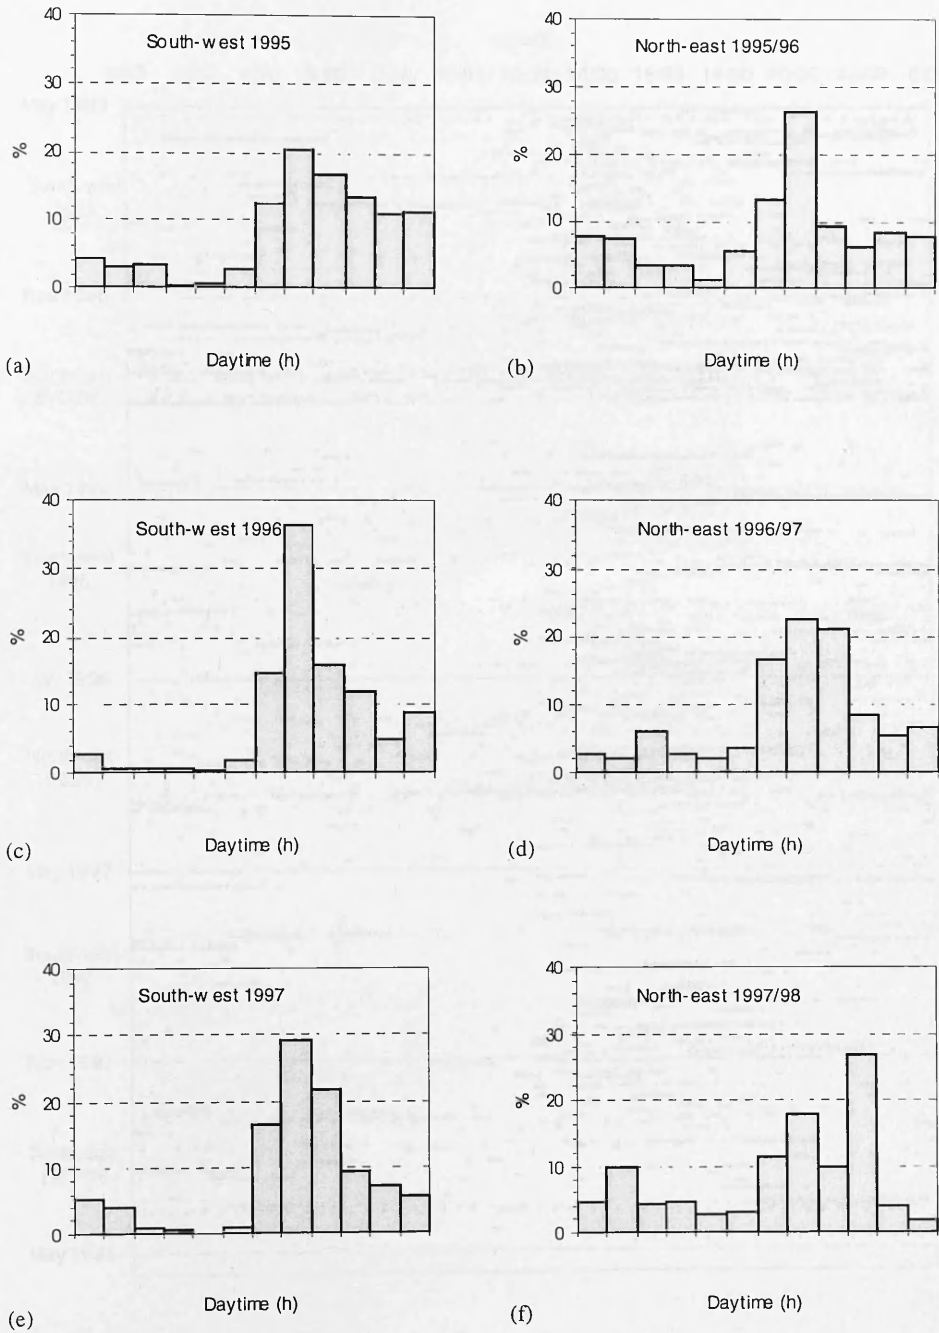 South-west 1995
40
30
20
10
0
%
Daytime (h)
(a)
North-east 1995/96
40
30
20
10
0
%
Daytime (h)
(b)
South-west 1996
40
30
20
10
0
%
Daytime (h)
(c)
North-east 1996/97
40
30
20
10
0
%
Daytime (h)
(d)
South-west 1997
40
30
20
10
0
%
Daytime (h)
(e)
North-east 1997/98
40
30
20
10
0
%
Daytime (h)
(f)